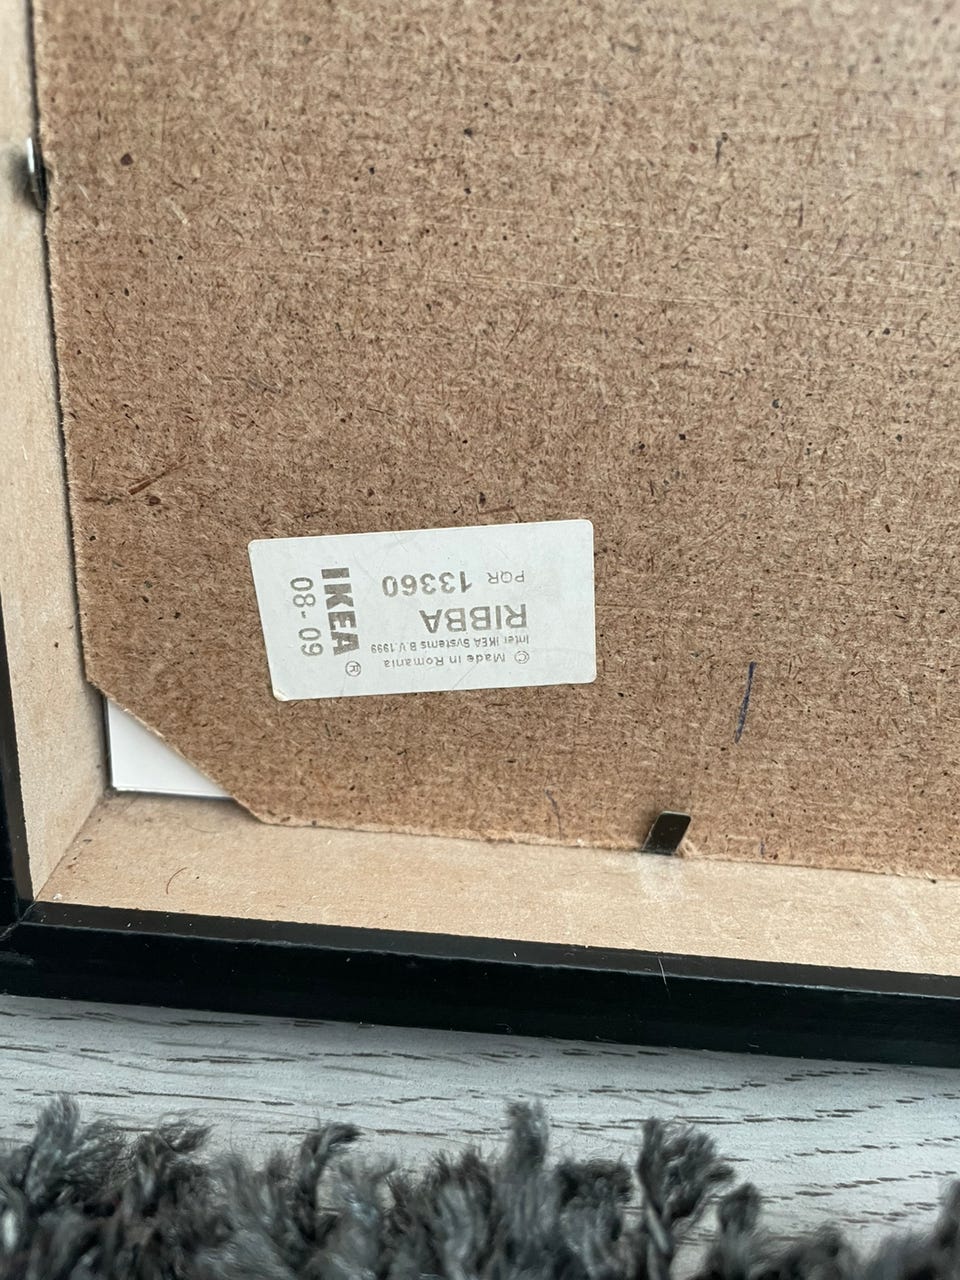 © Made in Romania
Inter IKEA Systems B.V. 1999
RIBBA
PQR 13360
IKEA®
08-09